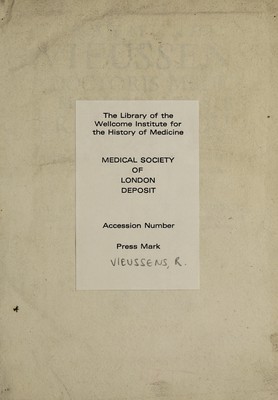 VIEUSSEN
The Library of the
Wellcome Institute for
the History of Medicine
MEDICAL SOCIETY
OF
LONDON
DEPOSIT
Accession Number
Press Mark
VIEUSSENS, R.